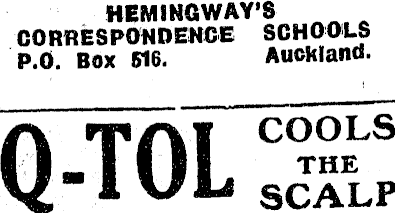 HEMINGWAY'S
CORRESPONDENCE SCHOOLS
P.O. Box 516. Auckland.
Q-TOL COOLS
THE
SCALP